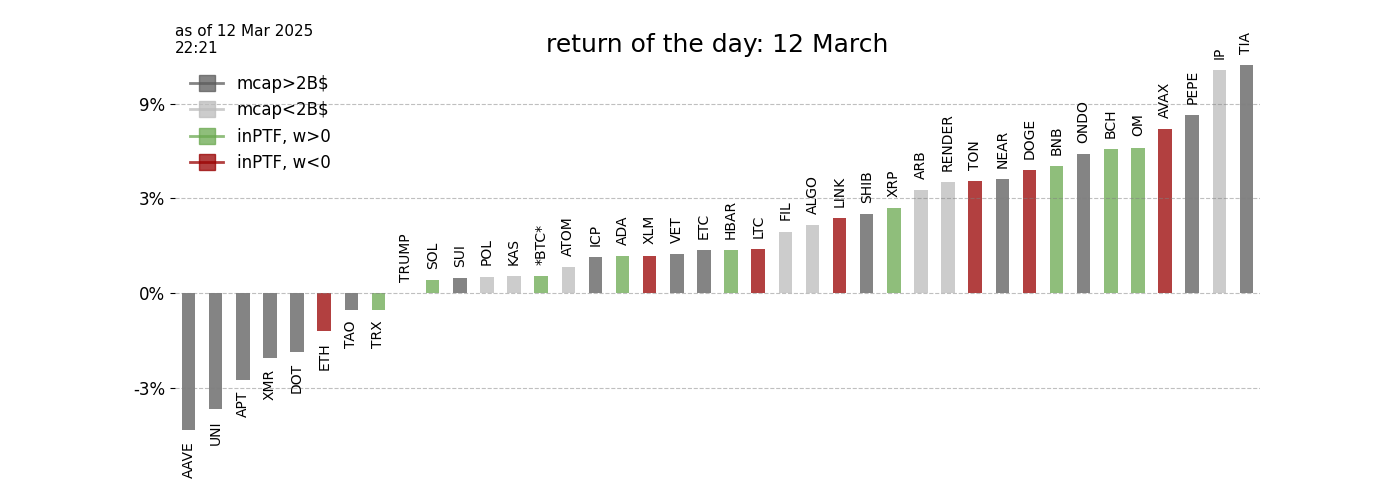 as of 12 Mar 2025
22:21
return of the day: 12 March
mcap>2B$
mcap<2B$
inPTF, w>0
inPTF, w<0
9%
3%
0%
-3%
AAVE
UNI
APT
XMR
DOT
ETH
TAO
TRX
TRUMP
SOL
SUI
POL
KAS
*BTC*
ATOM
ICP
ADA
XLM
VET
ETC
HBAR
LTC
FIL
ALGO
LINK
SHIB
XRP
ARB
RENDER
TON
NEAR
DOGE
BNB
ONDO
BCH
OM
AVAX
PEPE
IP
TIA